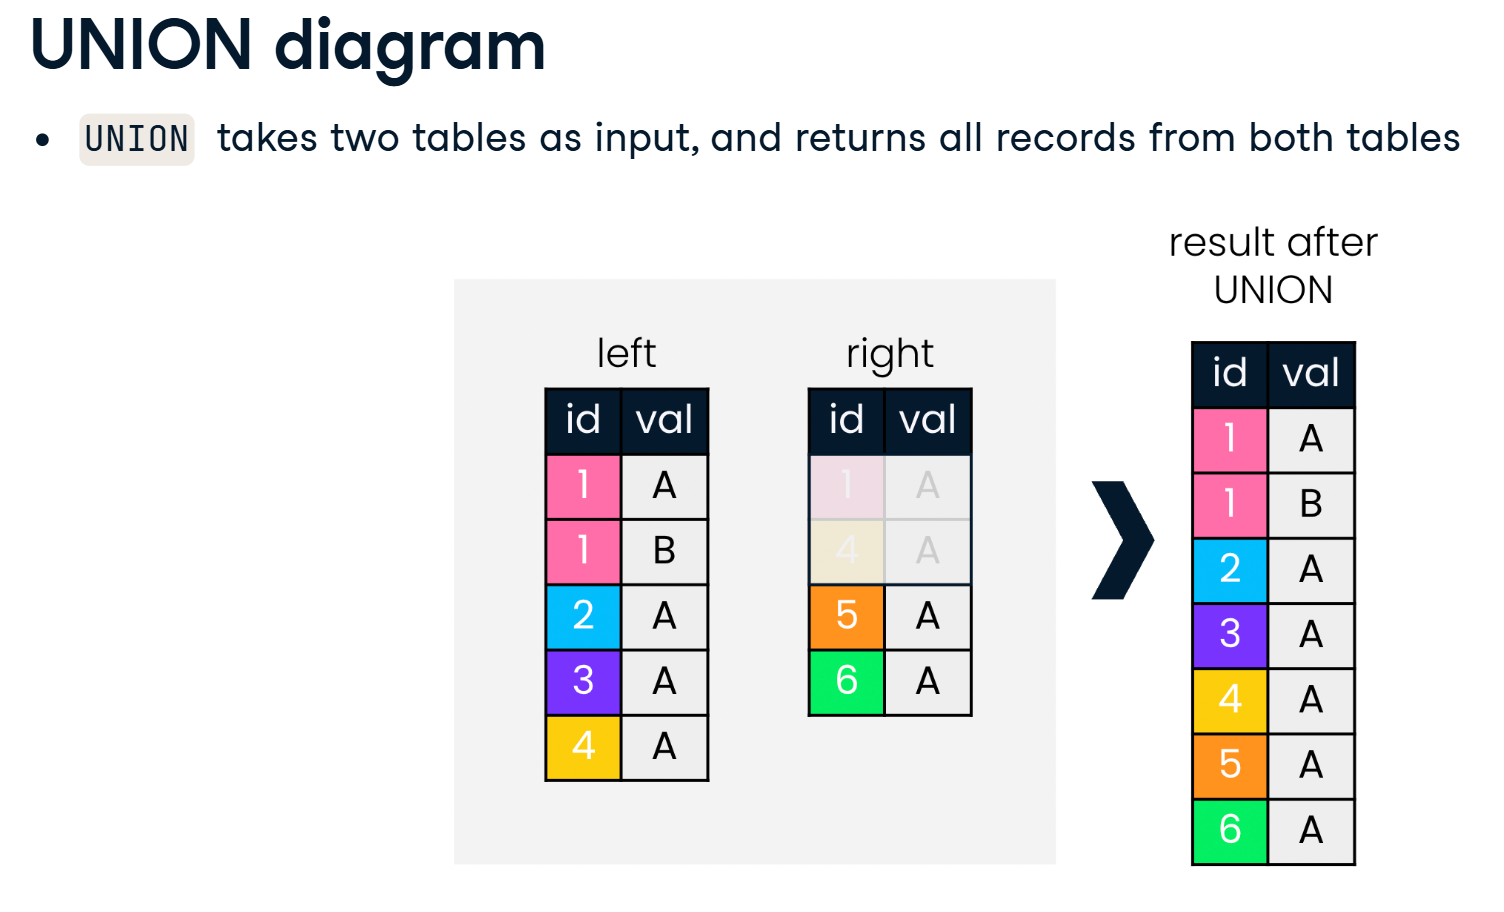 UNION diagram
• UNION takes two tables as input, and returns all records from both tables
result after
UNION
left
id val
1 A
1 B
2 A
3 A
4 A
right
id val
1 A
4 A
5 A
6 A
id val
1 A
1 B
2 A
3 A
4 A
5 A
6 A